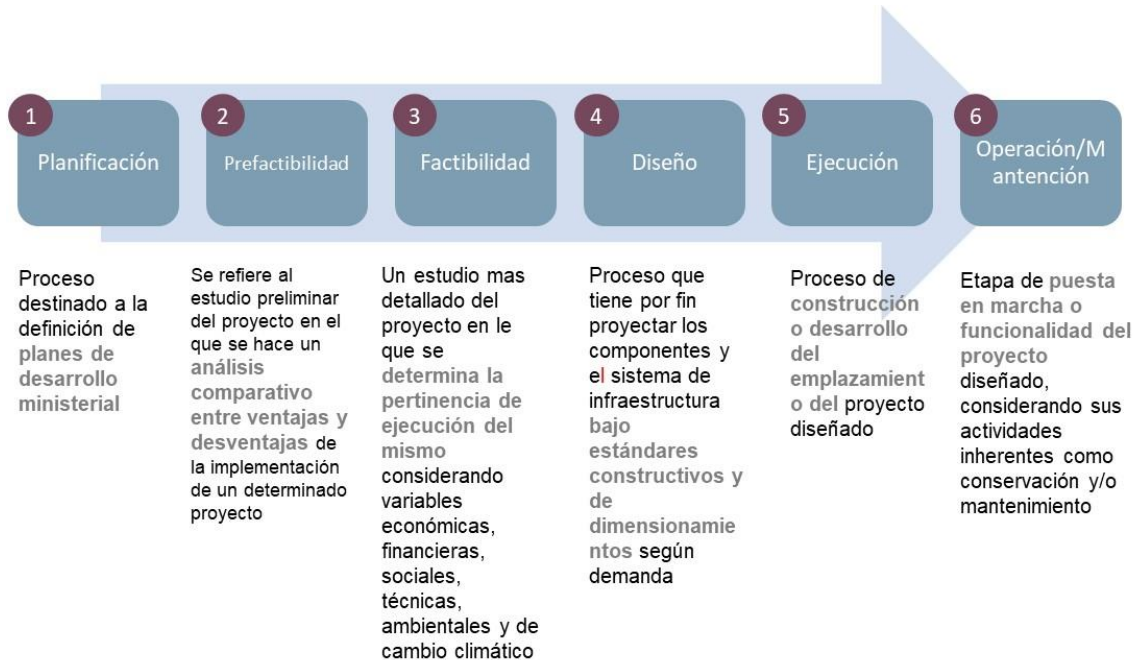 1
Planificación
2
Prefactibilidad
3
Factibilidad
4
Diseño
5
Ejecución
6
Operación/M
antención
Proceso
destinado a la
definición de
planes de
desarrollo
ministerial
Se refiere al
estudio preliminar
del proyecto en el
que se hace un
análisis
comparativo
entre ventajas y
desventajas de
la implementación
de un determinado
proyecto
Un estudio mas
detallado del
proyecto en le
que se
determina la
pertinencia de
ejecución del
mismo
considerando
variables
económicas,
financieras,
sociales,
técnicas,
ambientales y de
cambio climático
Proceso que
tiene por fin
proyectar los
componentes y
el sistema de
infraestructura
bajo
estándares
constructivos y
de
dimensionamie
ntos según
demanda
Proceso de
construcción
o desarrollo
del
emplazamient
o del proyecto
diseñado
Etapa de puesta
en marcha o
funcionalidad del
proyecto
diseñado,
considerando sus
actividades
inherentes como
conservación y/o
mantenimiento